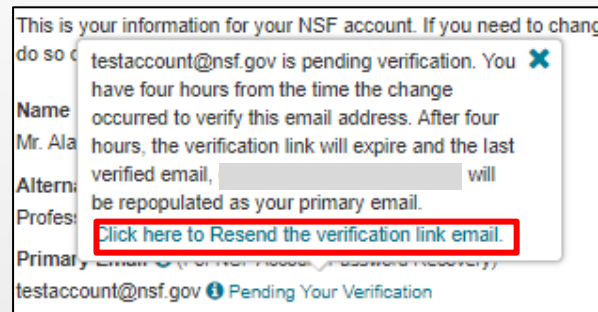 This is your information for your NSF account. If you need to chang
do so
testaccount@nsf.gov is pending verification. You
have four hours from the time the change
occurred to verify this email address. After four
hours, the verification link will expire and the last
verified email, will
be repopulated as your primary email.
Click here to Resend the verification link email.
Name
Mr. Ala
Alterna
Profess
Primary Email (For NSF Account Password Recovery)
testaccount@nsf.gov Pending Your Verification